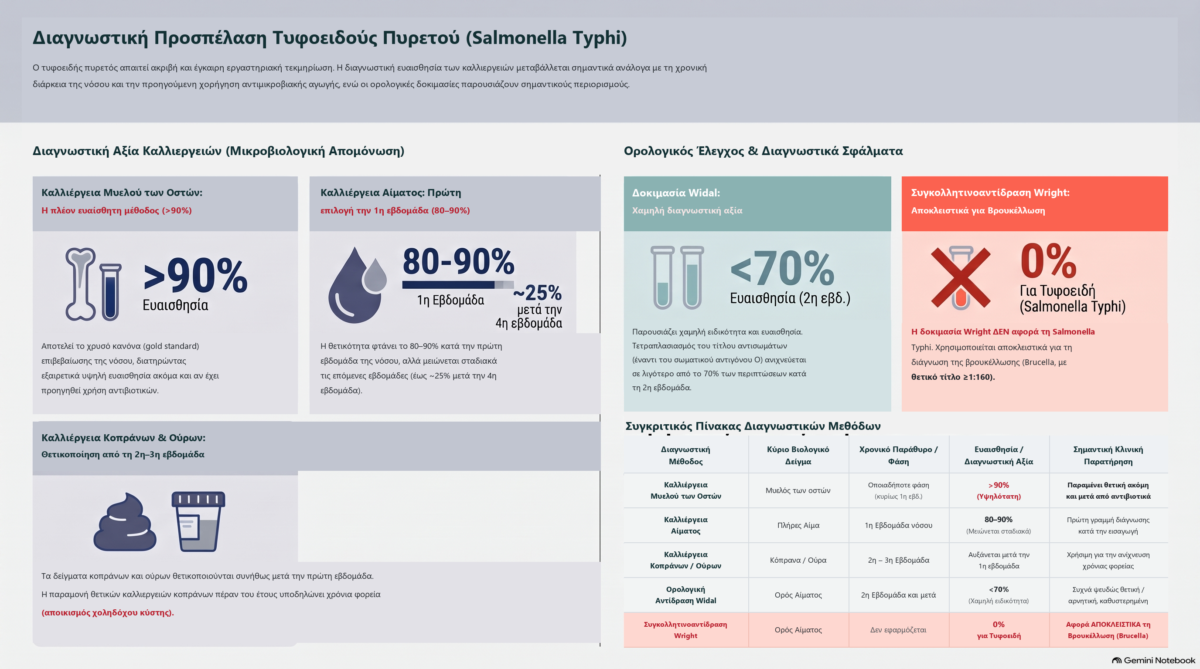 Διαγνωστική Προσπέλαση Τυφοειδούς Πυρετού (Salmonella Typhi)
Ο τυφοειδής πυρετός απαιτεί ακριβή και έγκαιρη εργαστηριακή τεκμηρίωση. Η διαγνωστική ευαισθησία των καλλιεργειών μεταβάλλεται σημαντικά ανάλογα με τη χρονική
διάρκεια της νόσου και την προηγούμενη χορήγηση αντιμικροβιακής αγωγής, ενώ οι ορολογικές δοκιμασίες παρουσιάζουν σημαντικούς περιορισμούς.
Διαγνωστική Αξία Καλλιεργειών (Μικροβιολογική Απομόνωση)
Καλλιέργεια Μυελού των Οστών:
Η πλέον ευαίσθητη μέθοδος (>90%)
>90%
Ευαισθησία
Αποτελεί το χρυσό κανόνα (gold standard)
επιβεβαίωσης της νόσου, διατηρώντας
εξαιρετικά υψηλή ευαισθησία ακόμα και αν έχει
προηγηθεί χρήση αντιβιοτικών.
Καλλιέργεια Αίματος: Πρώτη
επιλογή την 1η εβδομάδα (80–90%)
80-90%
1η Εβδομάδα
~25%
μετά την
4η εβδομάδα
Η θετικότητα φτάνει το 80–90% κατά την πρώτη
εβδομάδα της νόσου, αλλά μειώνεται σταδιακά
τις επόμενες εβδομάδες (έως ~25% μετά την 4η
εβδομάδα).
Καλλιέργεια Κοπράνων & Ούρων:
Θετικοποίηση από τη 2η–3η εβδομάδα
Τα δείγματα κοπράνων και ούρων θετικοποιούνται συνήθως μετά την πρώτη εβδομάδα.
Η παραμονή θετικών καλλιεργειών κοπράνων πέραν του έτους υποδηλώνει χρόνια φορεία
(αποικισμός χοληδόχου κύστης).
Ορολογικός Έλεγχος & Διαγνωστικά Σφάλματα
Δοκιμασία Widal:
Χαμηλή διαγνωστική αξία
<70%
Ευαισθησία (2η εβδ.)
Παρουσιάζει χαμηλή ειδικότητα και ευαισθησία.
Τετραπλασιασμός του τίτλου αντισωμάτων
(έναντι του σωματικού αντιγόνου Ο) ανιχνεύεται
σε λιγότερο από το 70% των περιπτώσεων κατά
τη 2η εβδομάδα.
Συγκολλητινοαντίδραση Wright:
Αποκλειστικά για Βρουκέλλωση
0%
Για Τυφοειδή
(Salmonella Typhi)
Η δοκιμασία Wright ΔΕΝ αφορά τη Salmonella
Typhi. Χρησιμοποιείται αποκλειστικά για τη
διάγνωση της βρουκέλλωσης (Brucella, με
θετικό τίτλο ≥1:160).
Συγκριτικός Πίνακας Διαγνωστικών Μεθόδων
Διαγνωστική Μέθοδος
Κύριο Βιολογικό Δείγμα
Χρονικό Παράθυρο / Φάση
Ευαισθησία / Διαγνωστική Αξία
Σημαντική Κλινική Παρατήρηση
Καλλιέργεια Μυελού των Οστών
Μυελός των οστών
Οποιαδήποτε φάση (κυρίως 1η εβδ.)
>90% (Υψηλότατη)
Παραμένει θετική ακόμη και μετά από αντιβιοτικά
Καλλιέργεια Αίματος
Πλήρες Αίμα
1η Εβδομάδα νόσου
80–90% (Μειώνεται σταδιακά)
Πρώτη γραμμή διάγνωσης κατά την εισαγωγή
Καλλιέργεια Κοπράνων / Ούρων
Κόπρανα / Ούρα
2η – 3η Εβδομάδα
Αυξάνεται μετά την 1η εβδομάδα
Χρήσιμη για την ανίχνευση χρόνιας φορείας
Ορολογική Αντίδραση Widal
Ορός Αίματος
2η Εβδομάδα και μετά
<70% (Χαμηλή ειδικότητα)
Συχνά ψευδώς θετική / αρνητική, καθυστερημένη
Συγκολλητινοαντίδραση Wright
Ορός Αίματος
Δεν εφαρμόζεται
0% για Τυφοειδή
Αφορά ΑΠΟΚΛΕΙΣΤΙΚΑ τη Βρουκέλλωση (Brucella)
Gemini Notebook